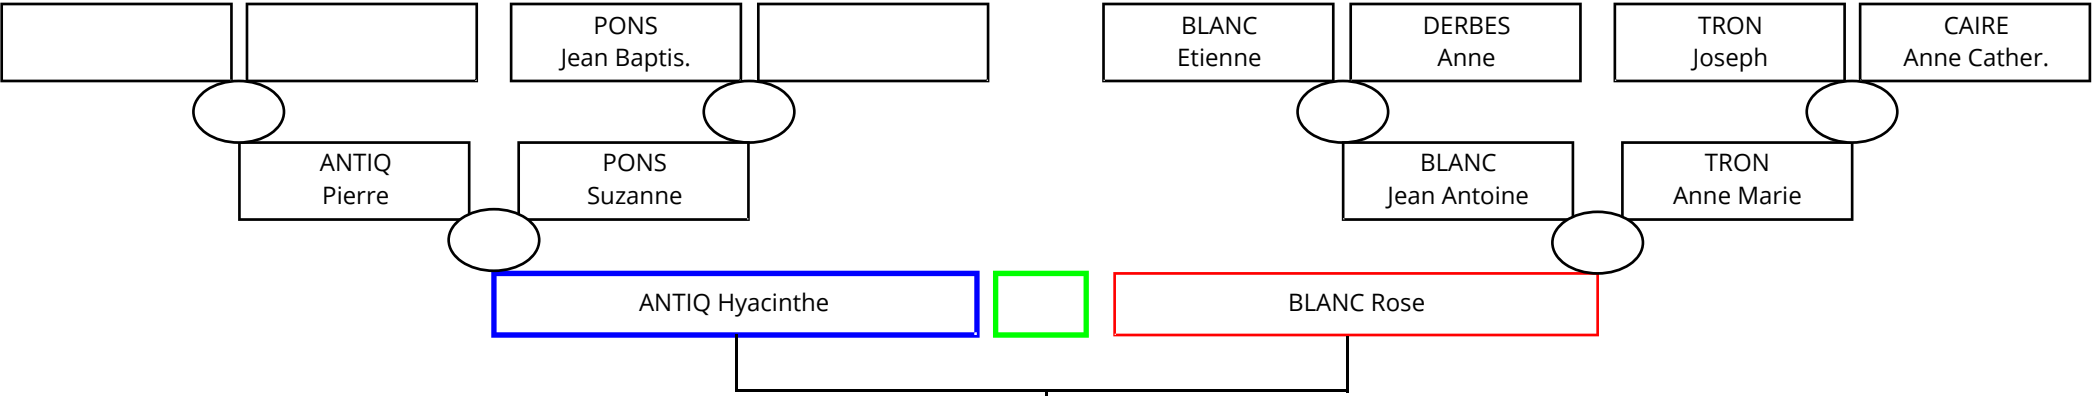 PONS
Jean Baptis.
BLANC
Etienne
DERBES
Anne
TRON
Joseph
CAIRE
Anne Cather.
ANTIQ
Pierre
PONS
Suzanne
BLANC
Jean Antoine
TRON
Anne Marie
ANTIQ Hyacinthe
BLANC Rose